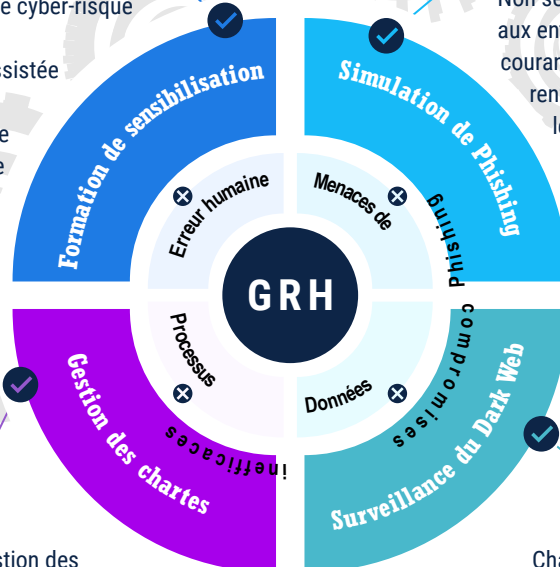 e cyber-risque
ssistée
e
e
Non se
aux en
couran
ren
l
Formation de sensibilisation
Simulation de Phishing
Erreur humaine
Menaces de
Phishing
GRH
Processus
inefficaces
Données
compromises
Gestion des chartes
Surveillance du Dark Web
stion des
Cha